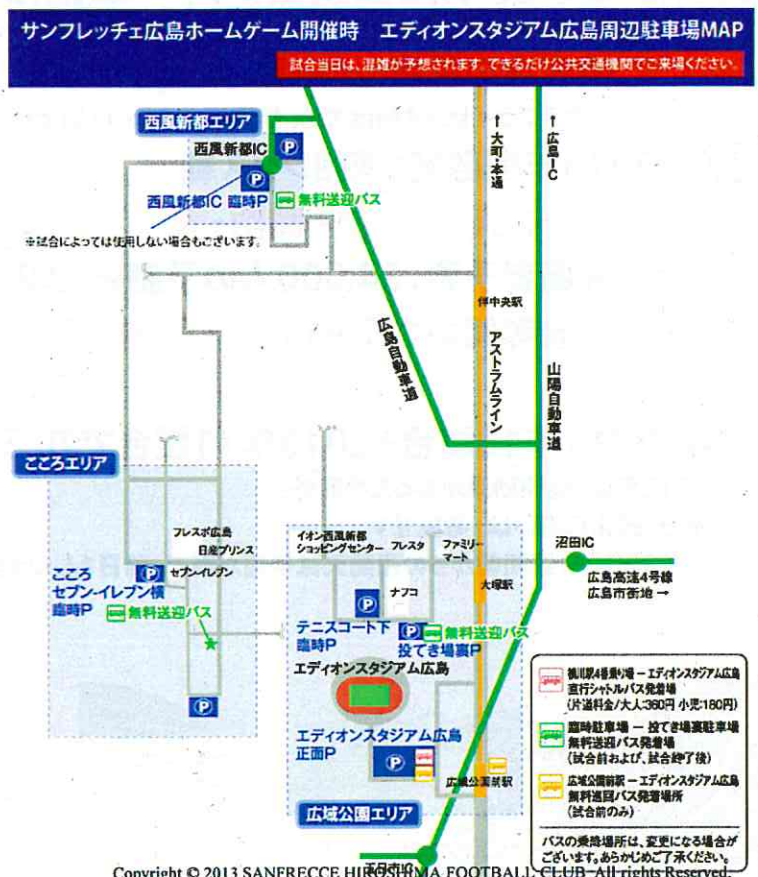 サンフレッチェ広島ホームゲーム開催時 エディオンスタジアム広島周辺駐車場MAP
試合当日は、混雑が予想されます。できるだけ公共交通機関でご来場ください。
西風新都エリア
西風新都IC
P
P
西風新都IC 臨時P
無料送迎バス
※試合によっては使用しない場合もございます。
↑大町・本通
↑広島IC
伴中央駅
広島自動車道
アストラムライン
山陽自動車道
こころエリア
フレスポ広島
日産プリンス
セブン-イレブン
P
こころ
セブン-イレブン横
臨時P
無料送迎バス
P
イオン西風新都
ショッピングセンター
フレスタ
ファミリー
マート
ナフコ
大塚駅
沼田IC
広島高速4号線
広島市街地 →
P
テニスコート下
臨時P
P
無料送迎バス
投てき場裏P
エディオンスタジアム広島
エディオンスタジアム広島
正面P
P
広域公園前駅
広域公園エリア
五日市IC
横川駅4番乗り場 ー エディオンスタジアム広島
直行シャトルバス発着場
(片道料金/大人:360円 小児:180円)
臨時駐車場 ー 投てき場裏駐車場
無料送迎バス発着場
(試合前および、試合終了後)
広域公園前駅ーエディオンスタジアム広島
無料巡回バス発着場所
(試合前のみ)
バスの乗降場所は、変更になる場合が
ございます。あらかじめご了承ください。
Copyright © 2013 SANFRECCE HIROSHIMA FOOTBALL CLUB All rights Reserved.